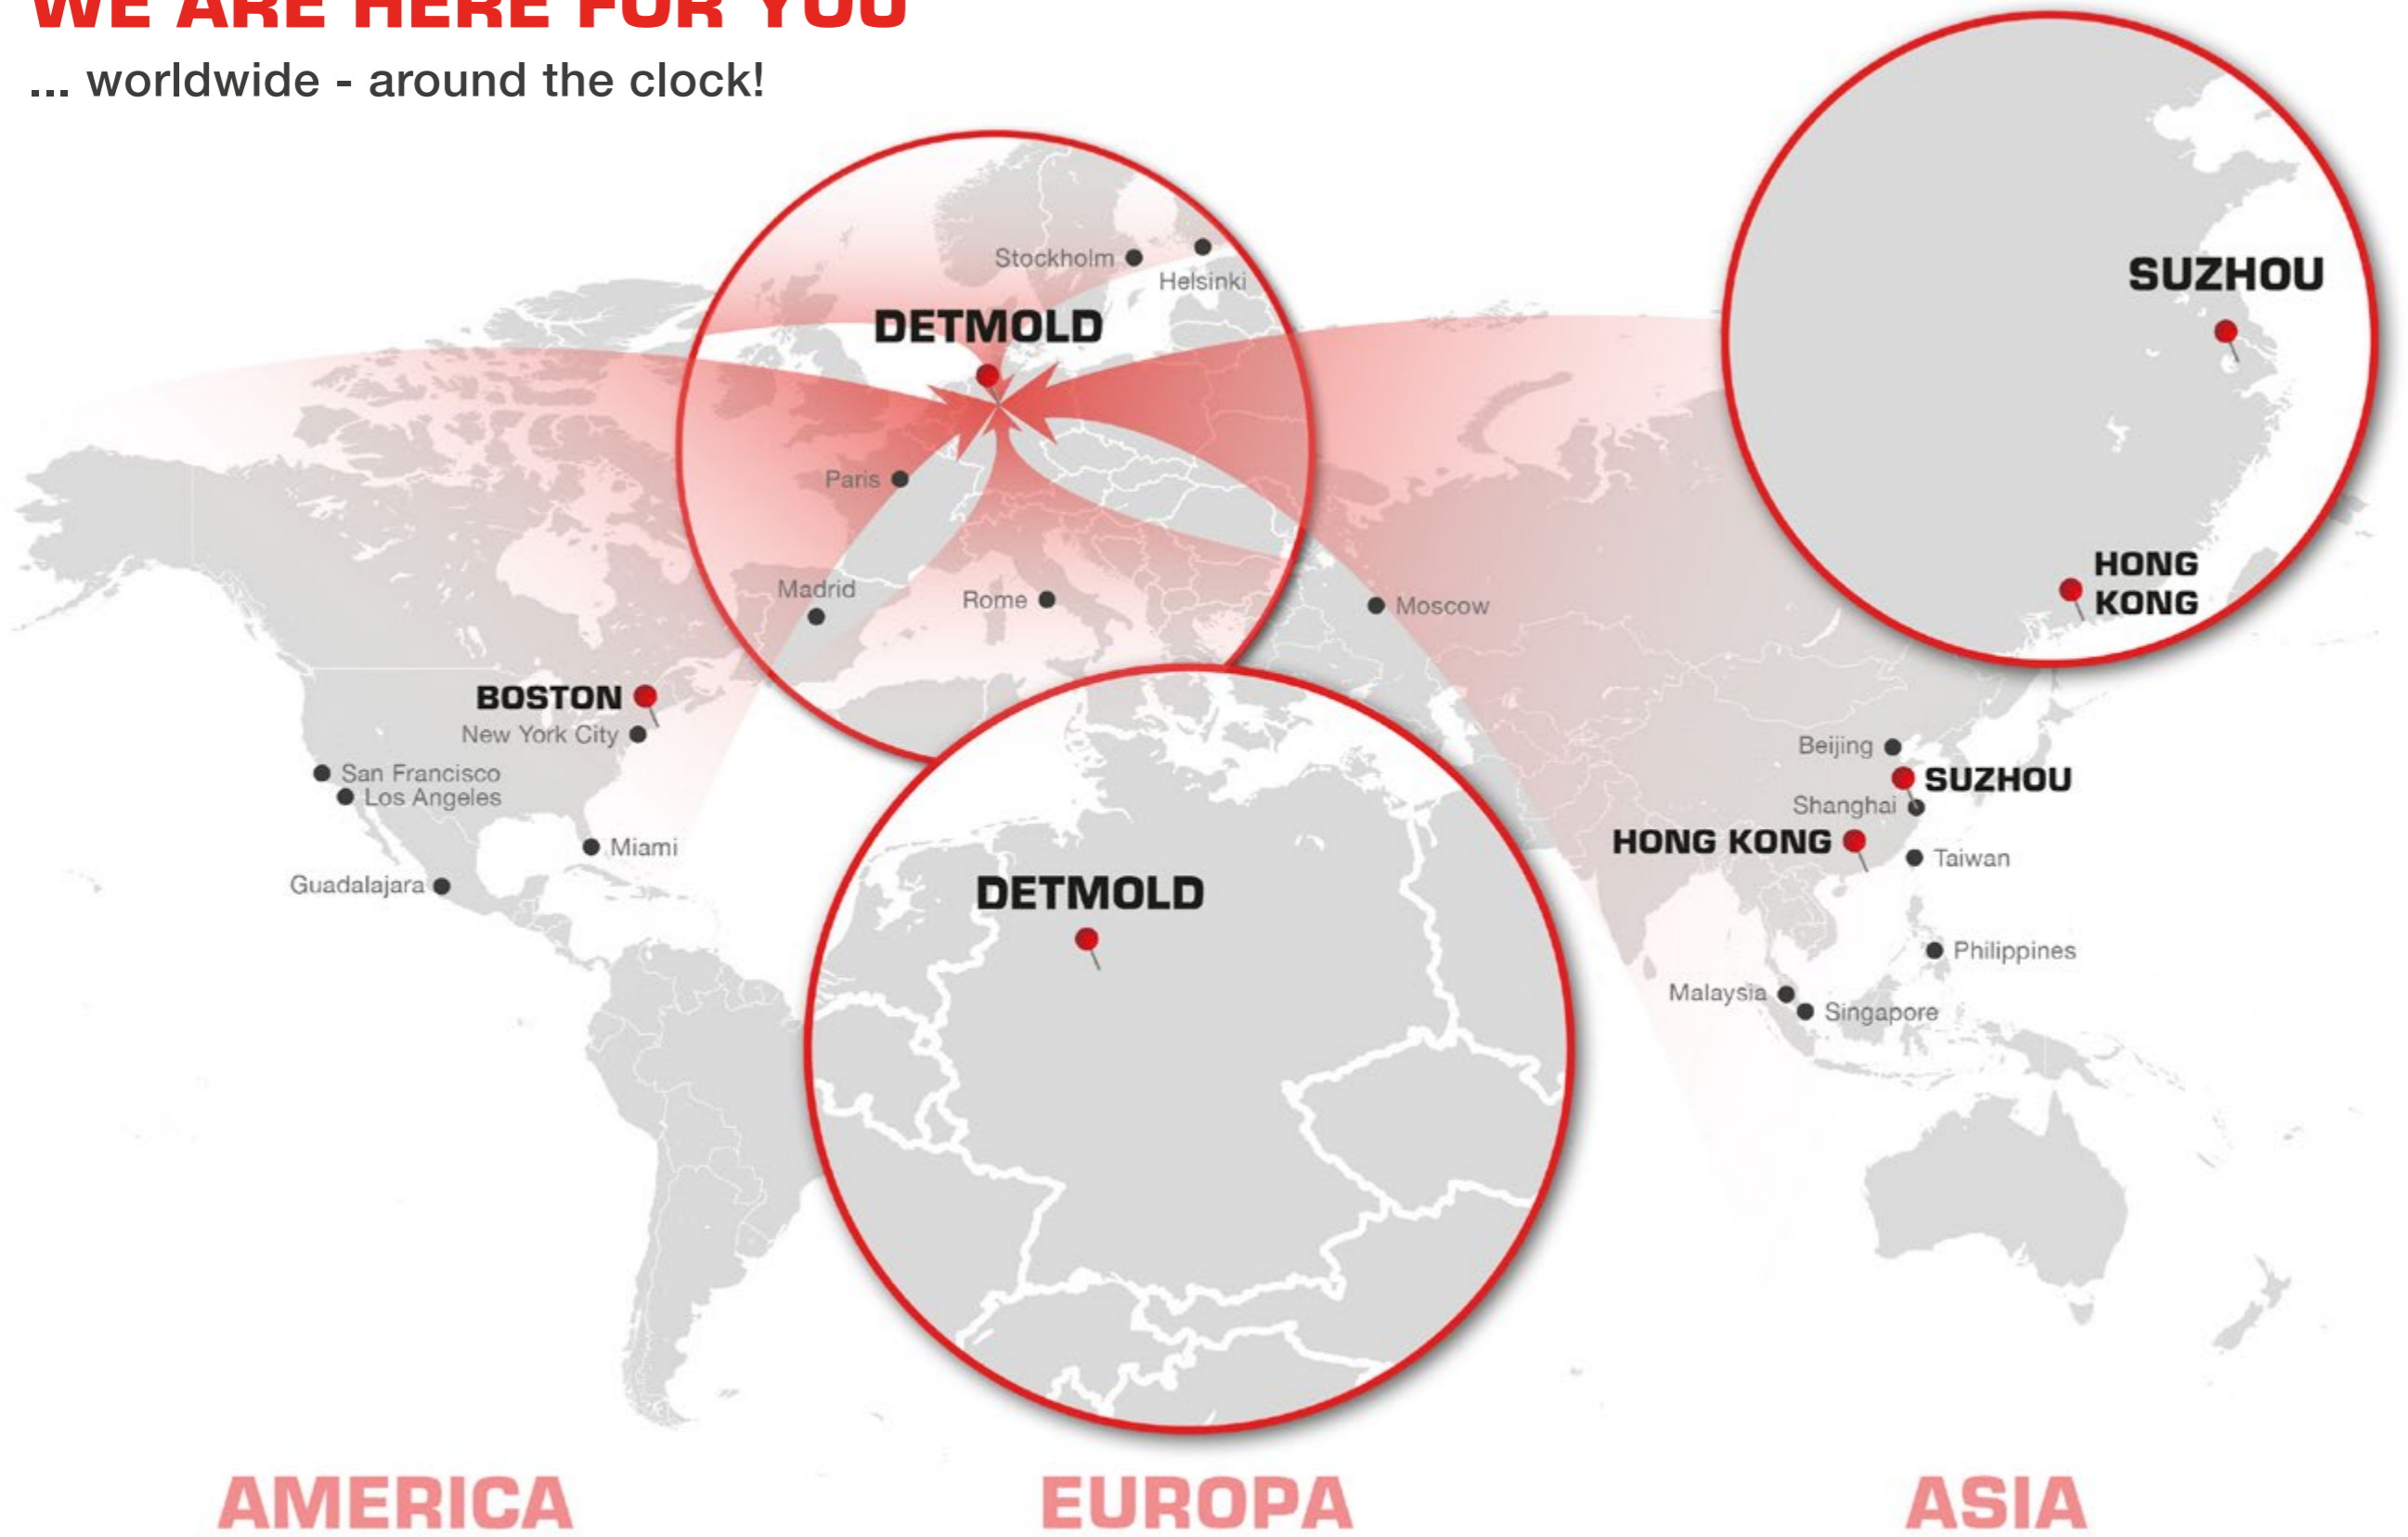 WE ARE HERE FOR YOU
... worldwide - around the clock!
Stockholm
Helsinki
DETMOLD
Paris
Madrid
Rome
Moscow
SUZHOU
HONG
KONG
BOSTON
New York City
San Francisco
Los Angeles
Miami
Guadalajara
DETMOLD
Beijing
SUZHOU
Shanghai
HONG KONG
Taiwan
Philippines
Malaysia
Singapore
AMERICA
EUROPA
ASIA